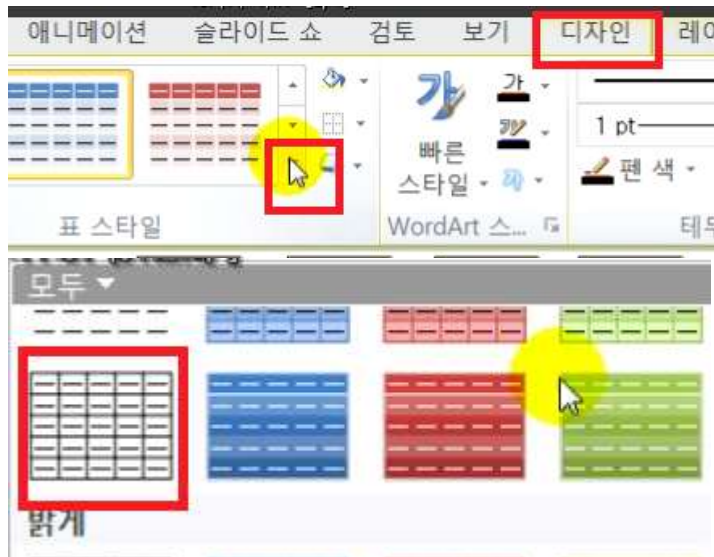 애니메이션 슬라이드 쇼 검토 보기 디자인 레이
가
가 가
1 pt
빠른
스타일
펜 색
표 스타일 WordArt 스...
모두
밝게